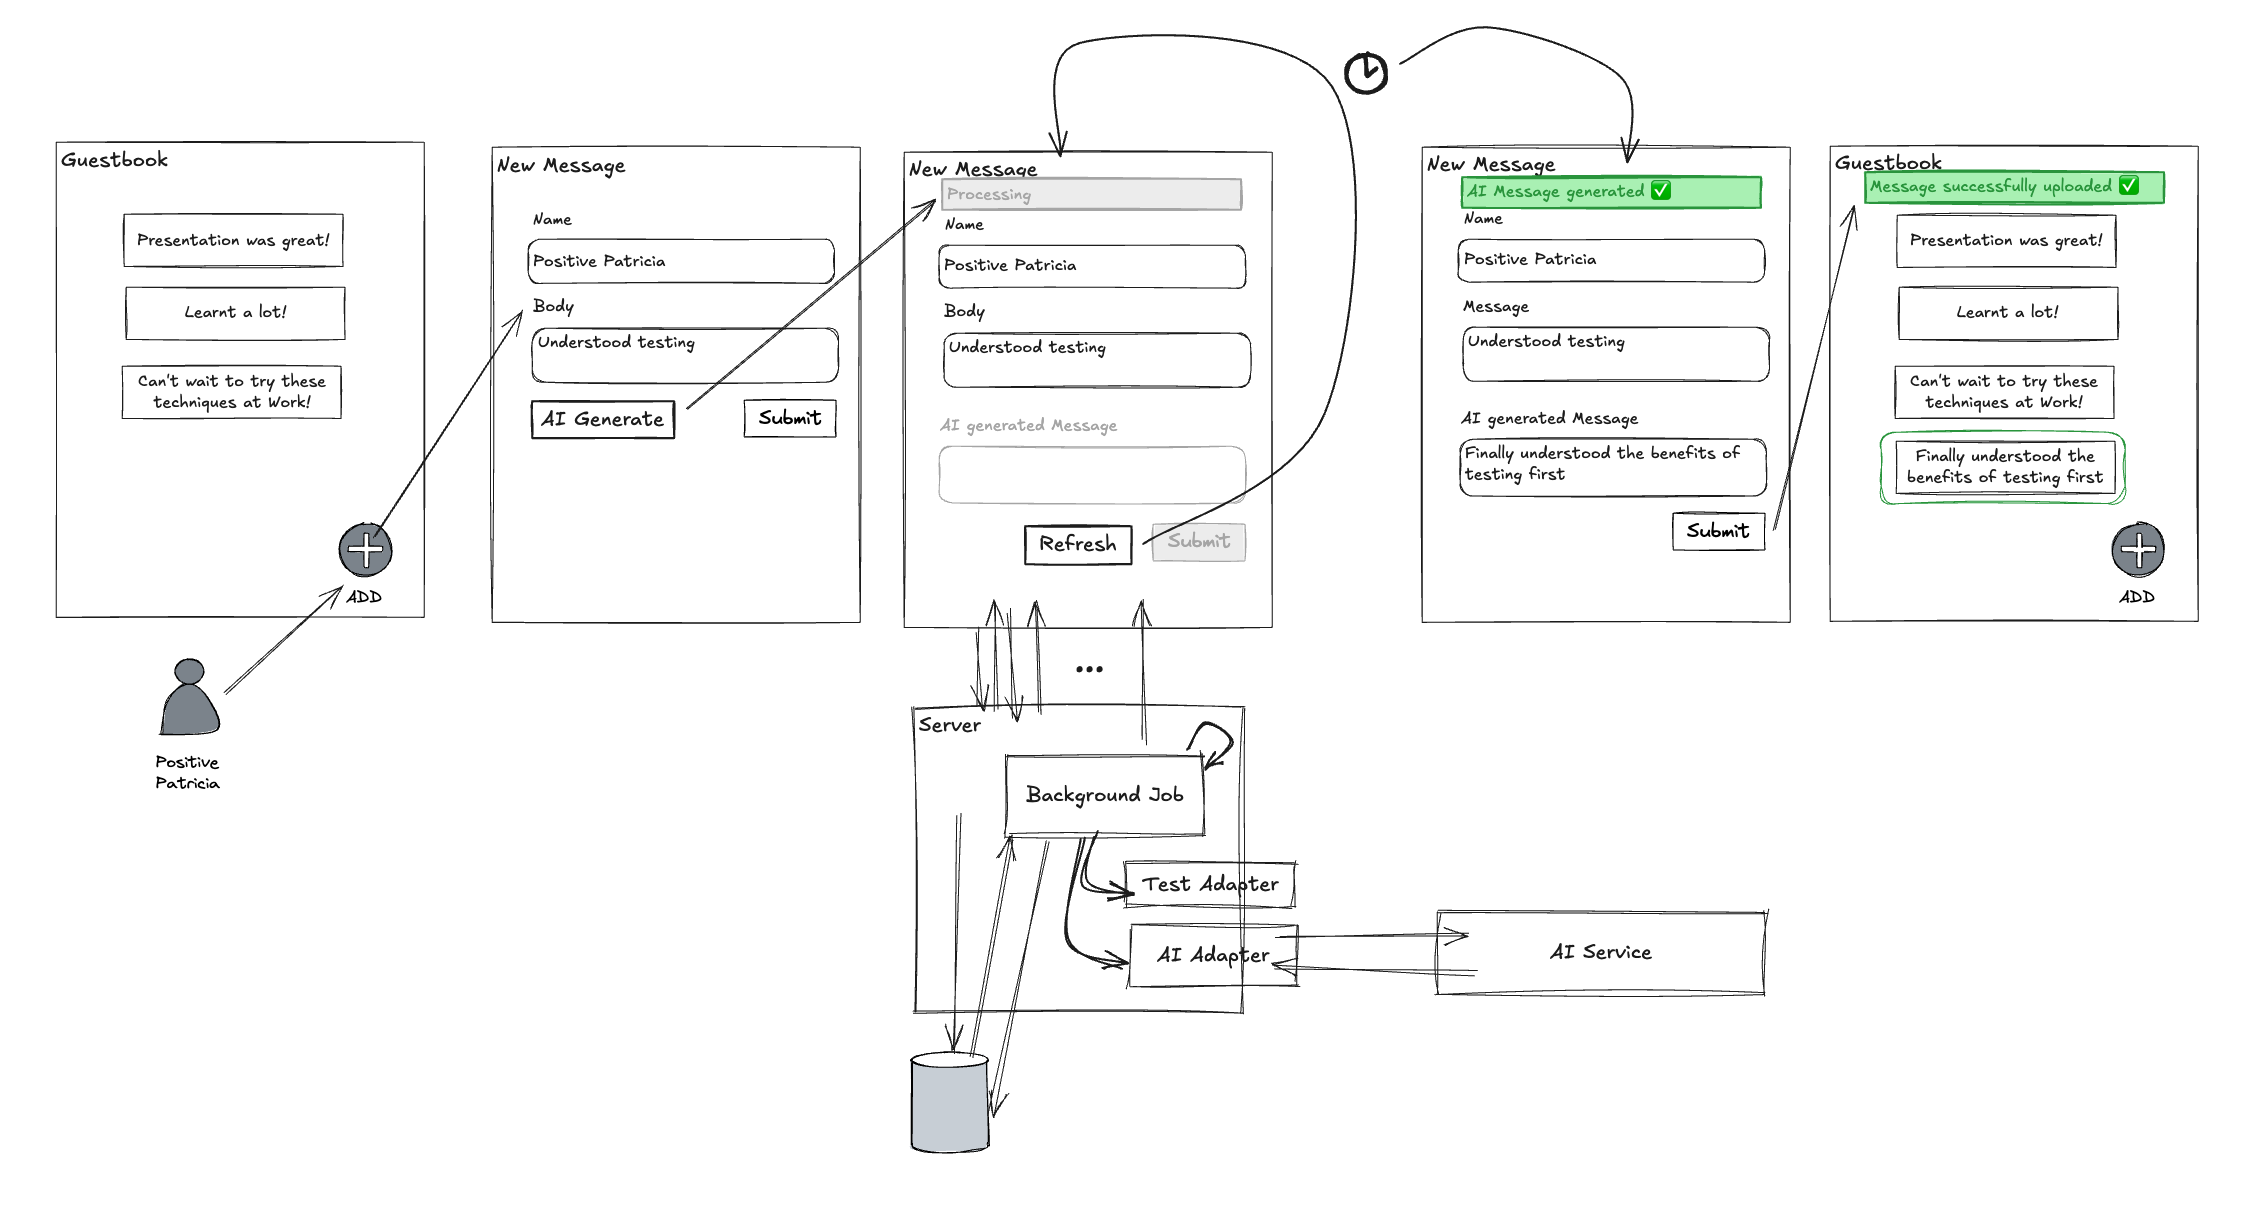 Guestbook
Presentation was great!
Learnt a lot!
Can't wait to try these
techniques at Work!
ADD
Positive
Patricia
New Message
Name
Positive Patricia
Body
Understood testing
AI Generate
Submit
New Message
Processing
Name
Positive Patricia
Body
Understood testing
AI generated Message
Refresh
Submit
...
Server
Background Job
Test Adapter
AI Adapter
AI Service
New Message
AI Message generated ✅
Name
Positive Patricia
Message
Understood testing
AI generated Message
Finally understood the benefits of
testing first
Submit
Guestbook
Message successfully uploaded ✅
Presentation was great!
Learnt a lot!
Can't wait to try these
techniques at Work!
Finally understood the
benefits of testing first
ADD